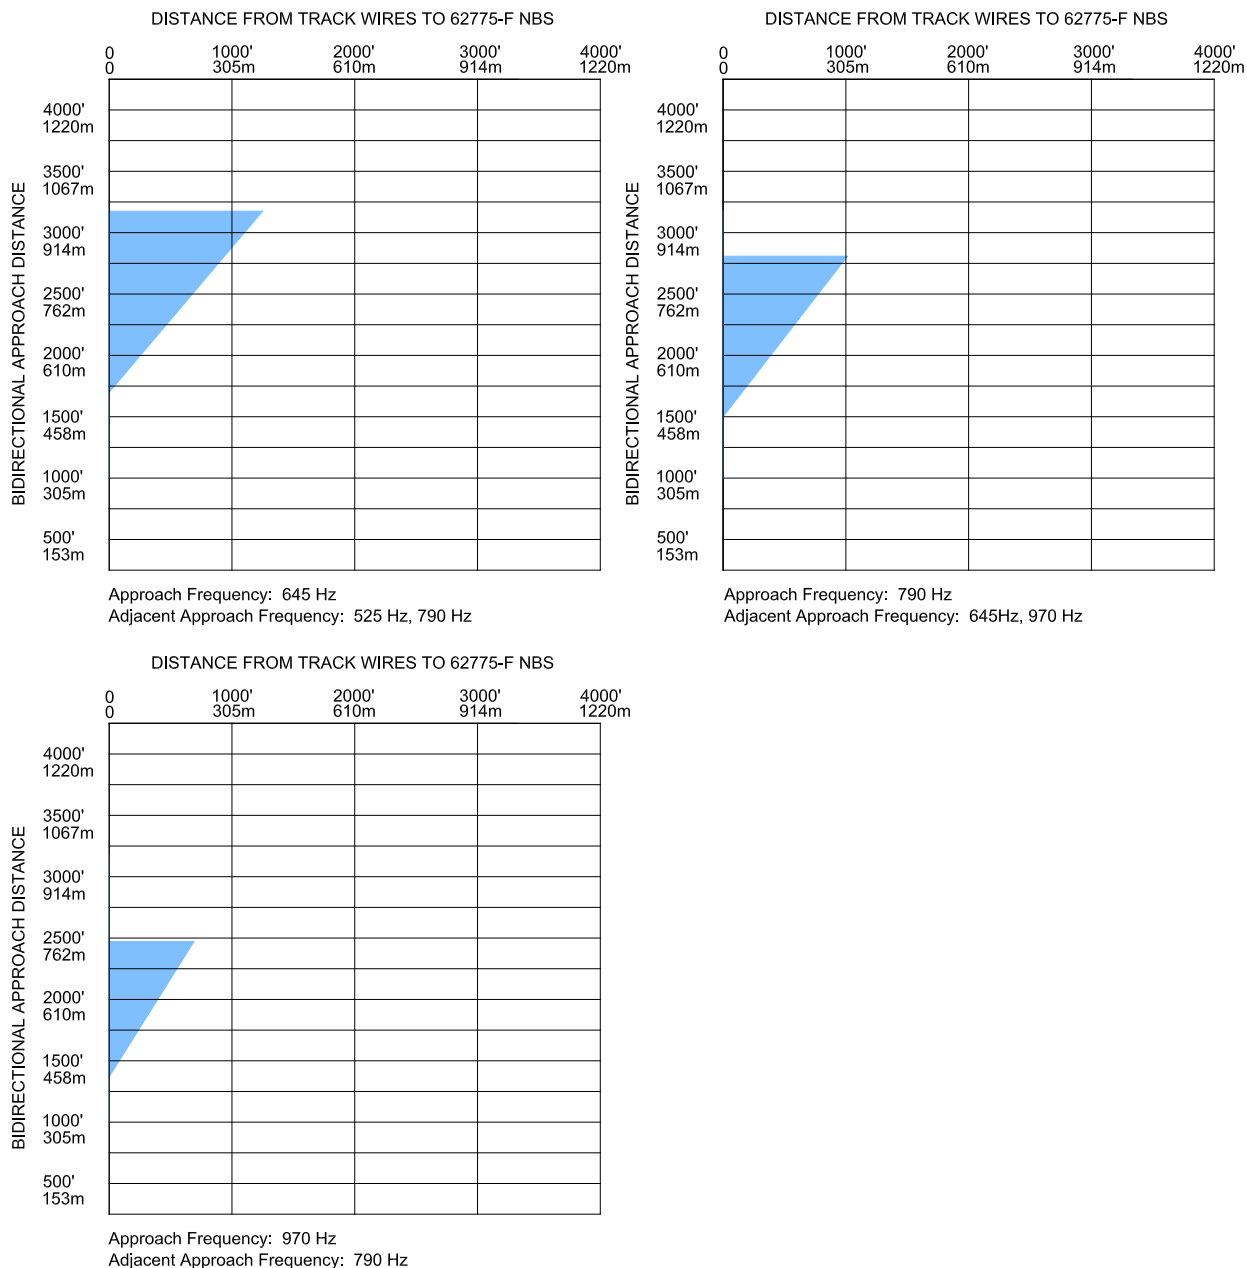 DISTANCE FROM TRACK WIRES TO 62775-F NBS
0 1000' 2000' 3000' 4000'
0 305m 610m 914m 1220m
BIDIRECTIONAL APPROACH DISTANCE
4000'
1220m
3500'
1067m
3000'
914m
2500'
762m
2000'
610m
1500'
458m
1000'
305m
500'
153m
Approach Frequency: 645 Hz
Adjacent Approach Frequency: 525 Hz, 790 Hz
DISTANCE FROM TRACK WIRES TO 62775-F NBS
0 1000' 2000' 3000' 4000'
0 305m 610m 914m 1220m
BIDIRECTIONAL APPROACH DISTANCE
4000'
1220m
3500'
1067m
3000'
914m
2500'
762m
2000'
610m
1500'
458m
1000'
305m
500'
153m
Approach Frequency: 790 Hz
Adjacent Approach Frequency: 645Hz, 970 Hz
DISTANCE FROM TRACK WIRES TO 62775-F NBS
0 1000' 2000' 3000' 4000'
0 305m 610m 914m 1220m
BIDIRECTIONAL APPROACH DISTANCE
4000'
1220m
3500'
1067m
3000'
914m
2500'
762m
2000'
610m
1500'
458m
1000'
305m
500'
153m
Approach Frequency: 970 Hz
Adjacent Approach Frequency: 790 Hz